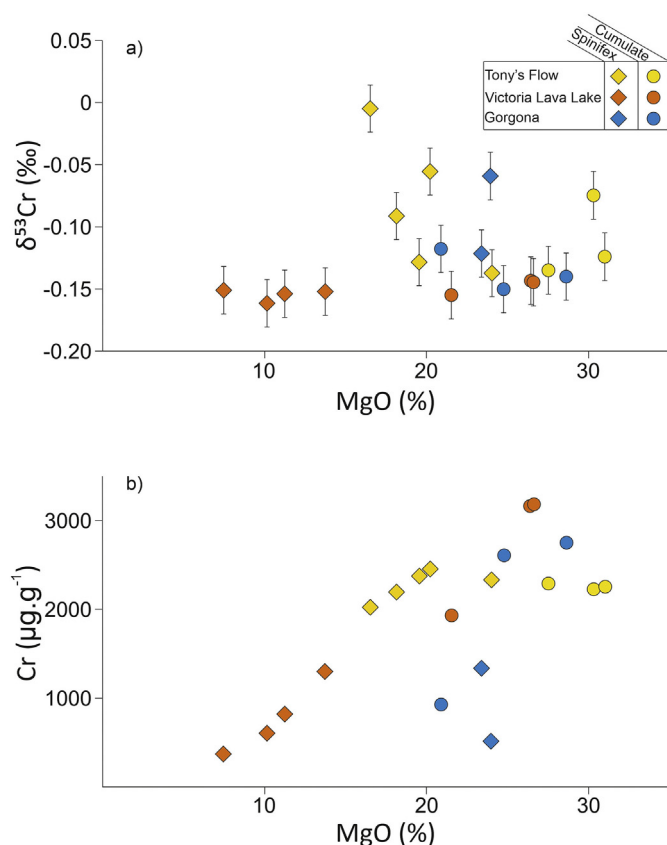 a)
0.05
0
-0.05
-0.10
-0.15
-0.20
δ⁵³Cr (‰)
10
20
30
MgO (%)
Spinifex
Cumulate
Tony's Flow
Victoria Lava Lake
Gorgona
b)
3000
2000
1000
Cr (µg.g⁻¹)
10
20
30
MgO (%)